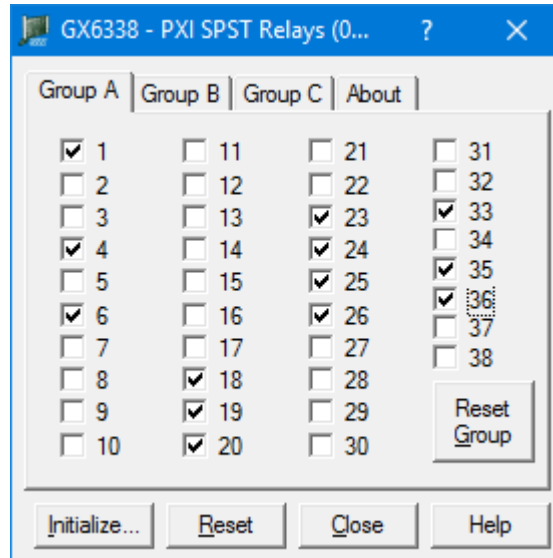 GX6338 - PXI SPST Relays (0... ?
Group A Group B Group C About
1 11 21 31
2 12 22 32
3 13 23 33
4 14 24 34
5 15 25 35
6 16 26 36
7 17 27 37
8 18 28 38
9 19 29
10 20 30
Reset
Group
Initialize... Reset Close Help